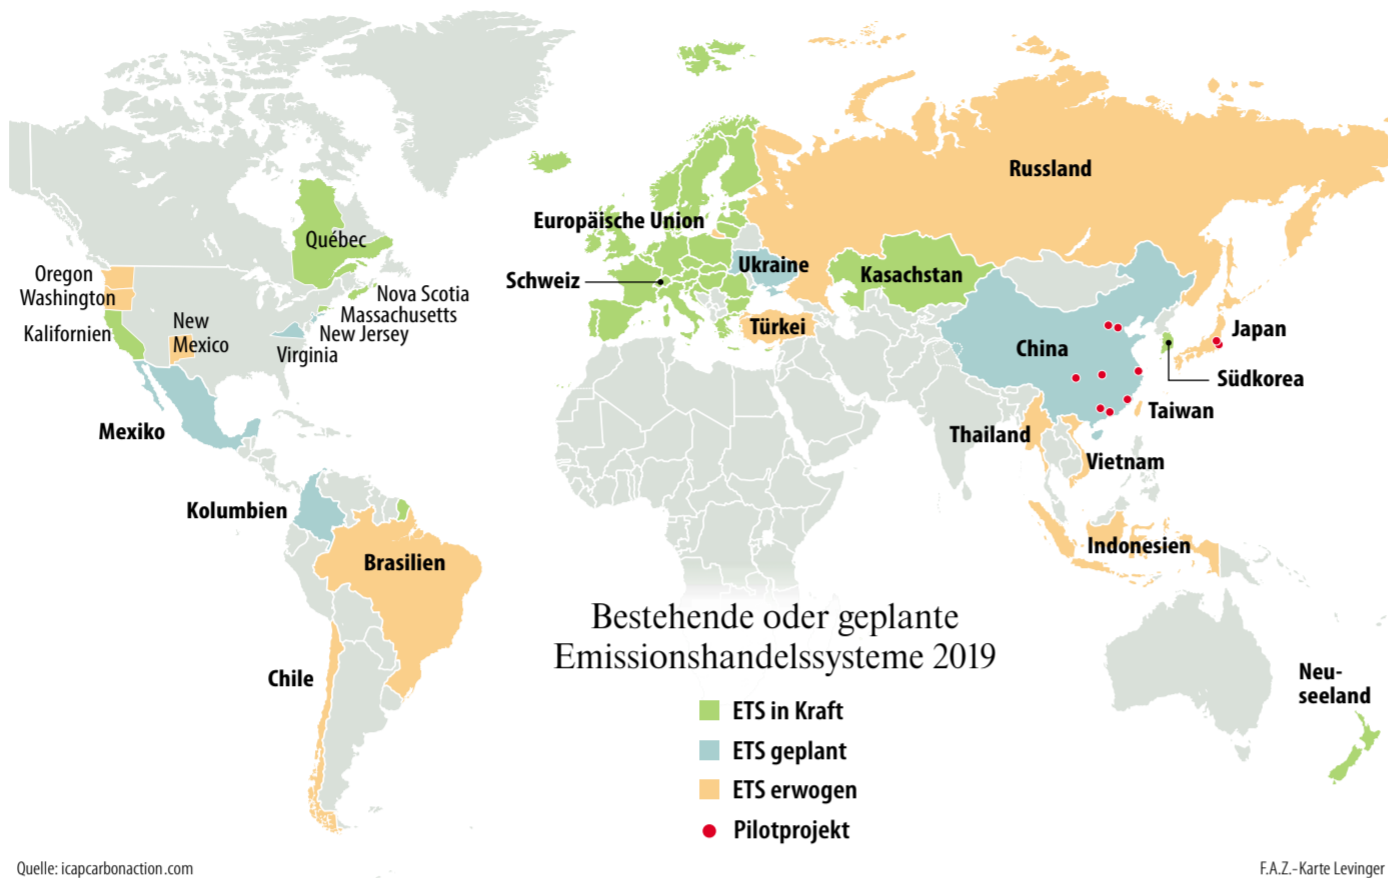 Russland
Europäische Union
Québec
Ukraine
Kasachstan
Oregon
Washington
Schweiz
Nova Scotia
Massachusetts
New Jersey
Virginia
Kalifornien
New
Mexico
Türkei
Japan
China
Südkorea
Taiwan
Mexiko
Thailand
Vietnam
Kolumbien
Indonesien
Brasilien
Bestehende oder geplante
Emissionshandelssysteme 2019
Chile
Neu-
seeland
ETS in Kraft
ETS geplant
ETS erwogen
Pilotprojekt
Quelle: icapcarbonaction.com
F.A.Z.-Karte Levinger